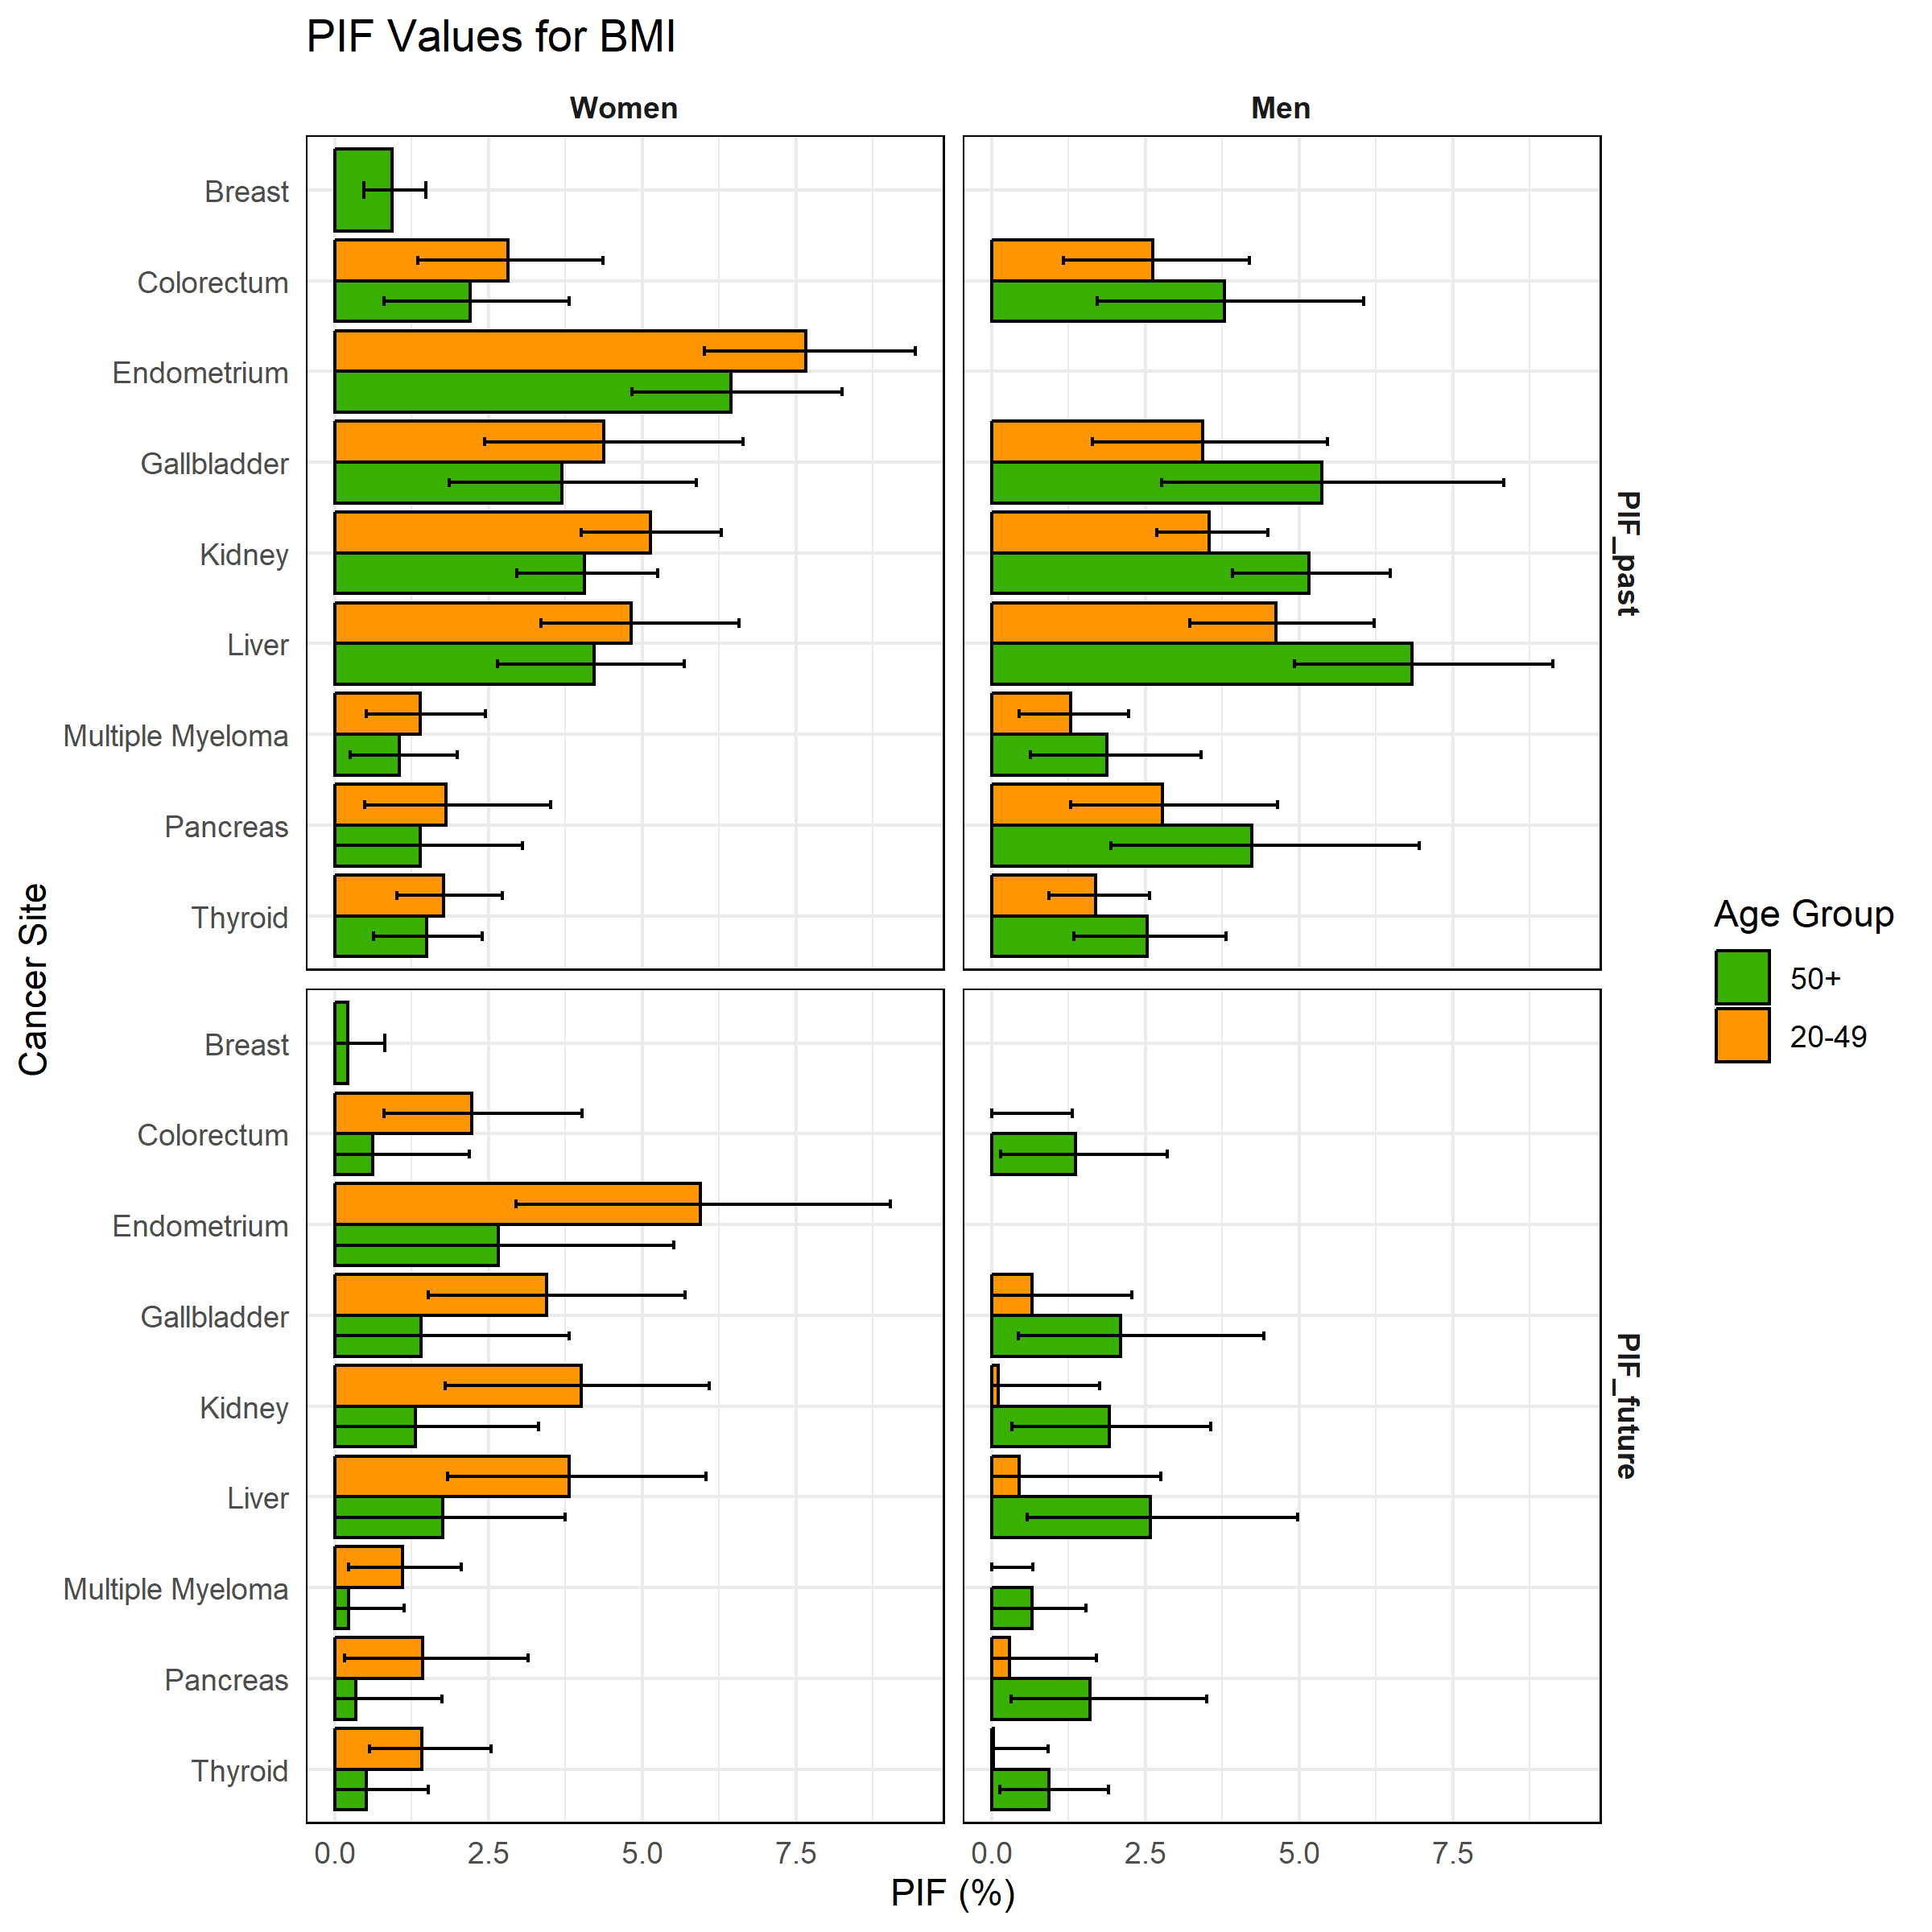 PIF Values for BMI
Women
Men
Breast
Colorectum
Endometrium
Gallbladder
Kidney
Liver
Multiple Myeloma
Pancreas
Thyroid
PIF_past
Breast
Colorectum
Endometrium
Gallbladder
Kidney
Liver
Multiple Myeloma
Pancreas
Thyroid
PIF_future
Cancer Site
0.0 2.5 5.0 7.5
0.0 2.5 5.0 7.5
PIF (%)
Age Group
50+
20-49